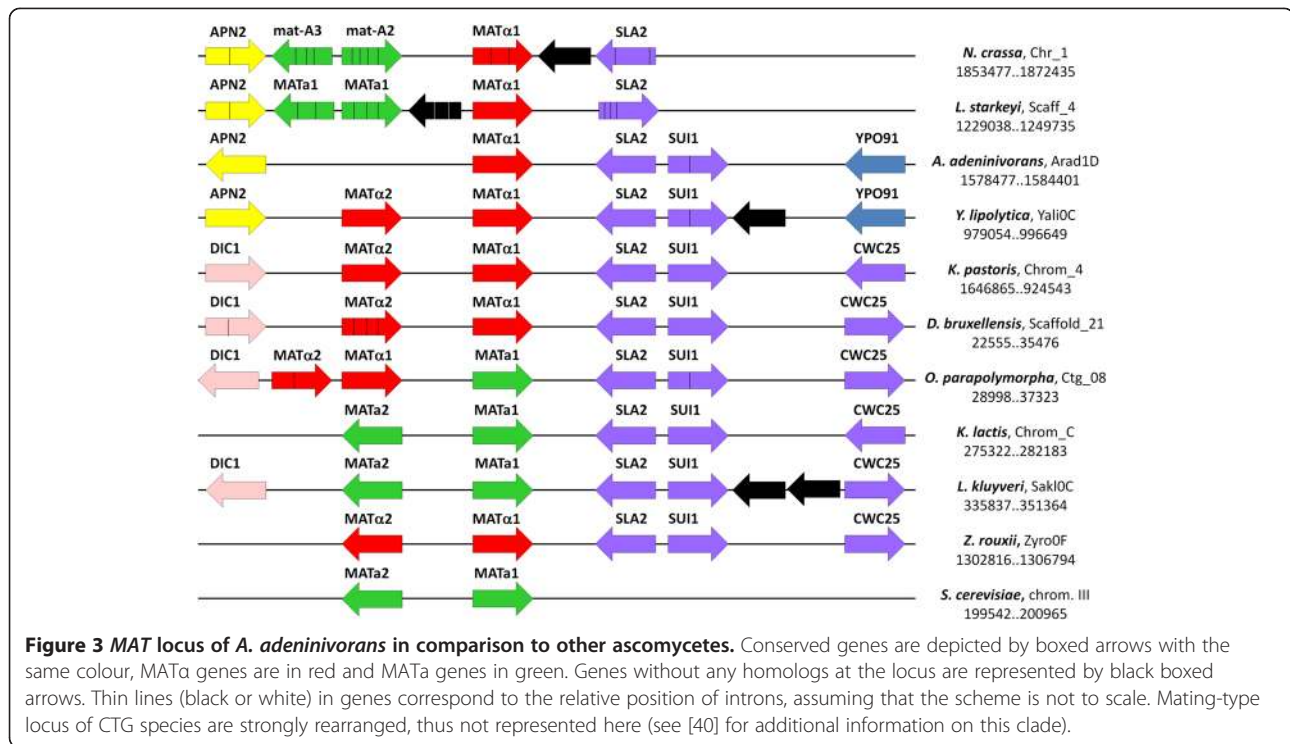 APN2 mat-A3 mat-A2 MATα1 SLA2
N. crassa, Chr_1
1853477..1872435
APN2 MATa1 MATa1 MATα1 SLA2
L. starkeyi, Scaff_4
1229038..1249735
APN2 MATα1 SLA2 SUI1 YPO91
A. adeninivorans, Arad1D
1578477..1584401
APN2 MATα2 MATα1 SLA2 SUI1 YPO91
Y. lipolytica, Yali0C
979054..996649
DIC1 MATα2 MATα1 SLA2 SUI1 CWC25
K. pastoris, Chrom_4
1646865..924543
DIC1 MATα2 MATα1 SLA2 SUI1 CWC25
D. bruxellensis, Scaffold_21
22555..35476
DIC1 MATα2 MATα1 MATa1 SLA2 SUI1 CWC25
O. parapolymorpha, Ctg_08
28998..37323
MATa2 MATa1 SLA2 SUI1 CWC25
K. lactis, Chrom_C
275322..282183
DIC1 MATa2 MATa1 SLA2 SUI1 CWC25
L. kluyveri, Sakl0C
335837..351364
MATα2 MATα1 SLA2 SUI1 CWC25
Z. rouxii, Zyro0F
1302816..1306794
MATa2 MATa1
S. cerevisiae, chrom. III
199542..200965
Figure 3 MAT locus of A. adeninivorans in comparison to other ascomycetes. Conserved genes are depicted by boxed arrows with the
same colour, MATα genes are in red and MATa genes in green. Genes without any homologs at the locus are represented by black boxed
arrows. Thin lines (black or white) in genes correspond to the relative position of introns, assuming that the scheme is not to scale. Mating-type
locus of CTG species are strongly rearranged, thus not represented here (see [40] for additional information on this clade).